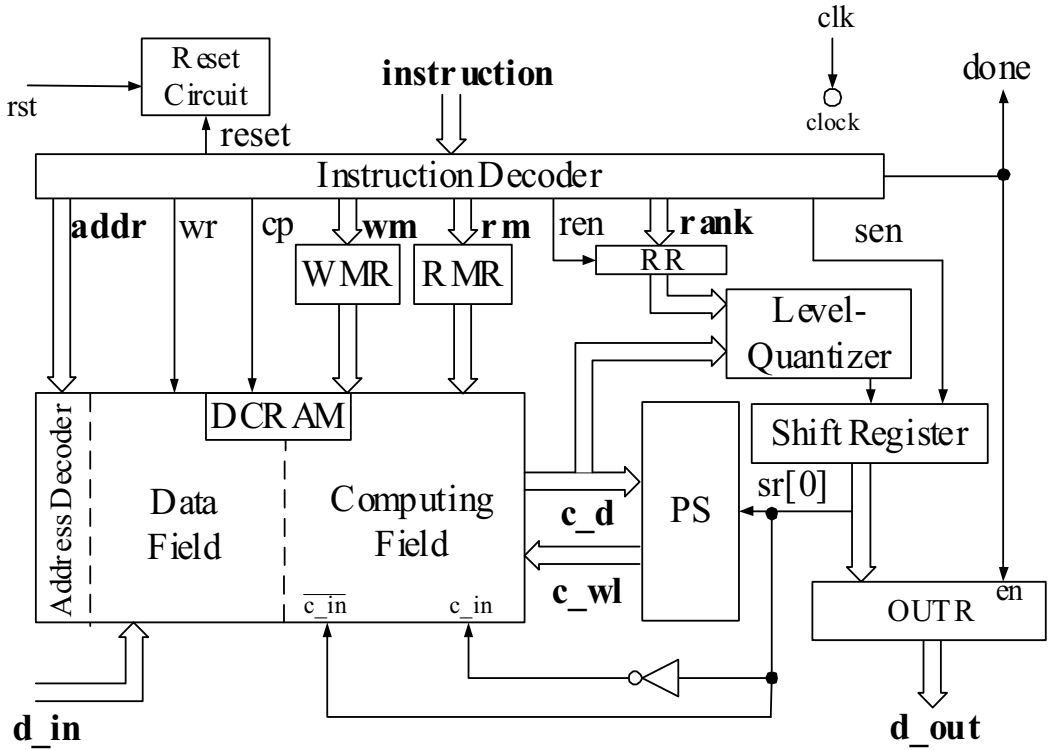 clk
Reset
Circuit
instruction
done
rst
clock
reset
Instruction Decoder
addr
wr
cp
wm
rm
ren
rank
sen
WMR
RMR
RR
Level-
Quantizer
DCRAM
Shift Register
Address Decoder
Data
Field
Computing
Field
c_d
PS
sr[0]
c_wl
c_in
c_in
en
OUTR
d_in
d_out